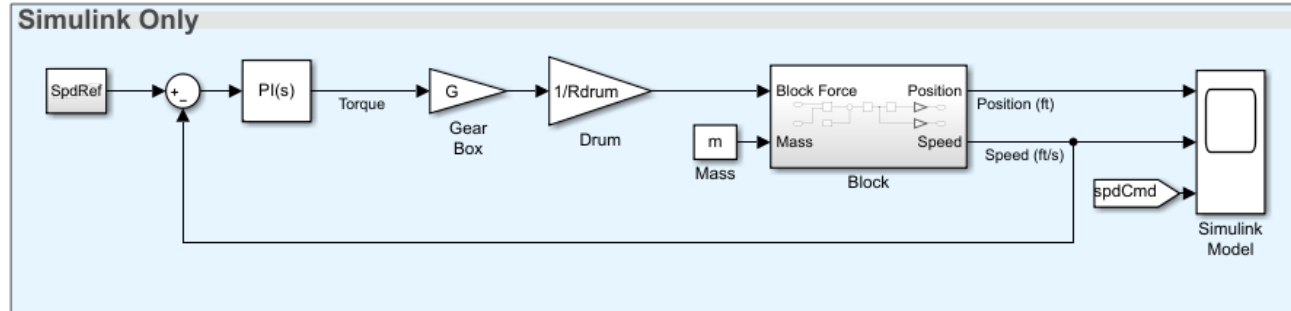 Simulink Only
SpdRef
+
-
PI(s)
Torque
G
Gear
Box
1/Rdrum
Drum
m
Mass
Block Force
Mass
Position
Speed
Block
Position (ft)
Speed (ft/s)
spdCmd
Simulink
Model